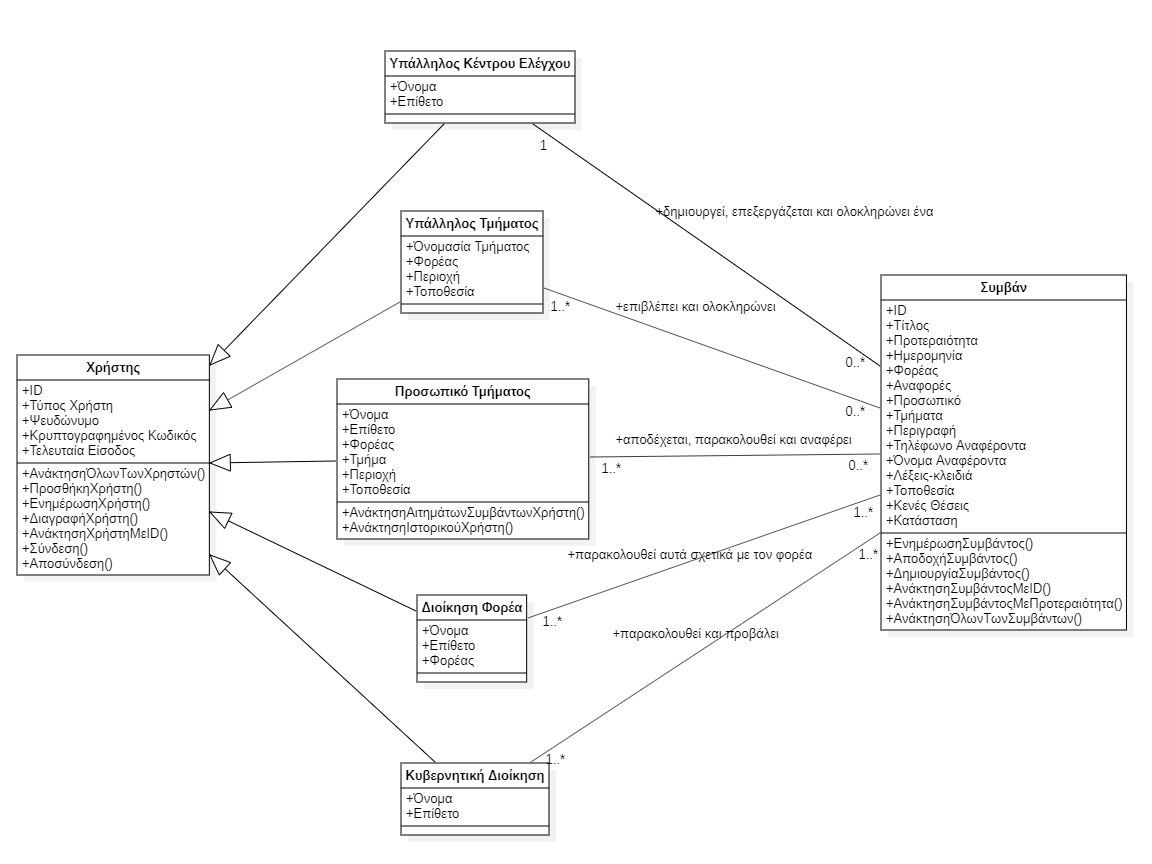 Υπάλληλος Κέντρου Ελέγχου
+Όνομα
+Επίθετο
1
+δημιουργεί, επεξεργάζεται και ολοκληρώνει ένα
0..*
Υπάλληλος Τμήματος
+Όνομασία Τμήματος
+Φορέας
+Περιοχή
+Τοποθεσία
1..*
+επιβλέπει και ολοκληρώνει
0..*
Χρήστης
+ID
+Τύπος Χρήστη
+Ψευδώνυμο
+Κρυπτογραφημένος Κωδικός
+Τελευταία Είσοδος
+ΑνάκτησηΌλωνΤωνΧρηστών()
+ΠροσθήκηΧρήστη()
+ΕνημέρωσηΧρήστη()
+ΔιαγραφήΧρήστη()
+ΑνάκτησηΧρήστηΜεID()
+Σύνδεση()
+Αποσύνδεση()
Προσωπικό Τμήματος
+Όνομα
+Επίθετο
+Φορέας
+Τμήμα
+Περιοχή
+Τοποθεσία
+ΑνάκτησηΑιτημάτωνΣυμβάντωνΧρήστη()
+ΑνάκτησηΙστορικούΧρήστη()
1..*
+αποδέχεται, παρακολουθεί και αναφέρει
0..*
Συμβάν
+ID
+Τίτλος
+Προτεραιότητα
+Ημερομηνία
+Φορέας
+Αναφορές
+Προσωπικό
+Τμήματα
+Περιγραφή
+Τηλέφωνο Αναφέροντα
+Όνομα Αναφέροντα
+Λέξεις-κλειδιά
+Τοποθεσία
+Κενές Θέσεις
+Κατάσταση
+ΕνημέρωσηΣυμβάντος()
+ΑποδοχήΣυμβάντος()
+ΔημιουργίαΣυμβάντος()
+ΑνάκτησηΣυμβάντοςΜεID()
+ΑνάκτησηΣυμβάντοςΜεΠροτεραιότητα()
+ΑνάκτησηΌλωνΤωνΣυμβάντων()
Διοίκηση Φορέα
+Όνομα
+Επίθετο
+Φορέας
1..*
+παρακολουθεί αυτά σχετικά με τον φορέα
1..*
Κυβερνητική Διοίκηση
+Όνομα
+Επίθετο
1..*
+παρακολουθεί και προβάλει
1..*